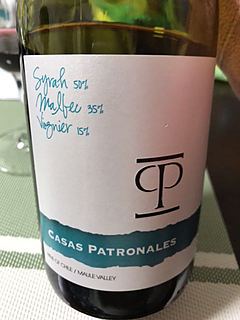 Syrah 50%
Malbec 35%
Viognier 15%
CP
CASAS PATRONALES
WINE OF CHILE / MAULE VALLEY